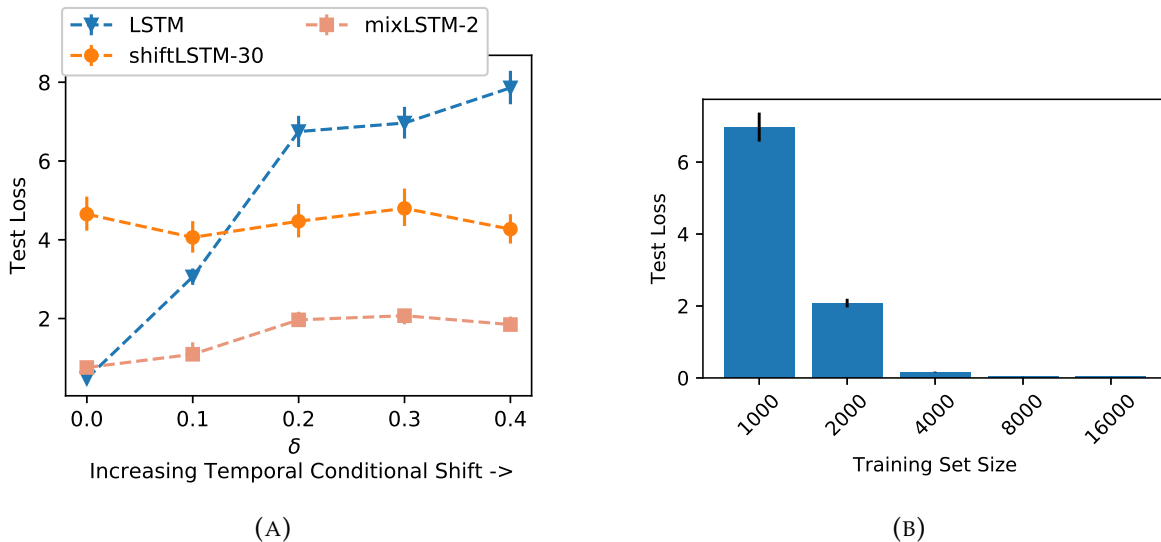 LSTM
shiftLSTM-30
mixLSTM-2
Test Loss
8
6
4
2
0.0 0.1 0.2 0.3 0.4
δ
Increasing Temporal Conditional Shift ->
(A)
Test Loss
6
4
2
0
1000 2000 4000 8000 16000
Training Set Size
(B)